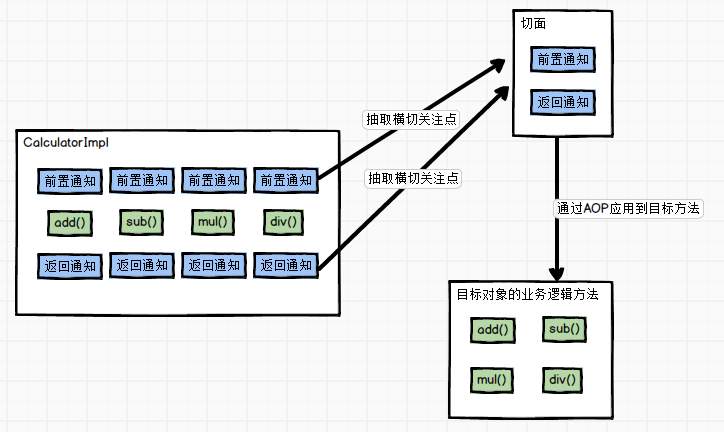 切面
前置通知
返回通知
抽取横切关注点
CalculatorImpl
前置通知 前置通知 前置通知 前置通知
抽取横切关注点
add() sub() mul() div()
通过AOP应用到目标方法
返回通知 返回通知 返回通知 返回通知
目标对象的业务逻辑方法
add() sub()
mul() div()